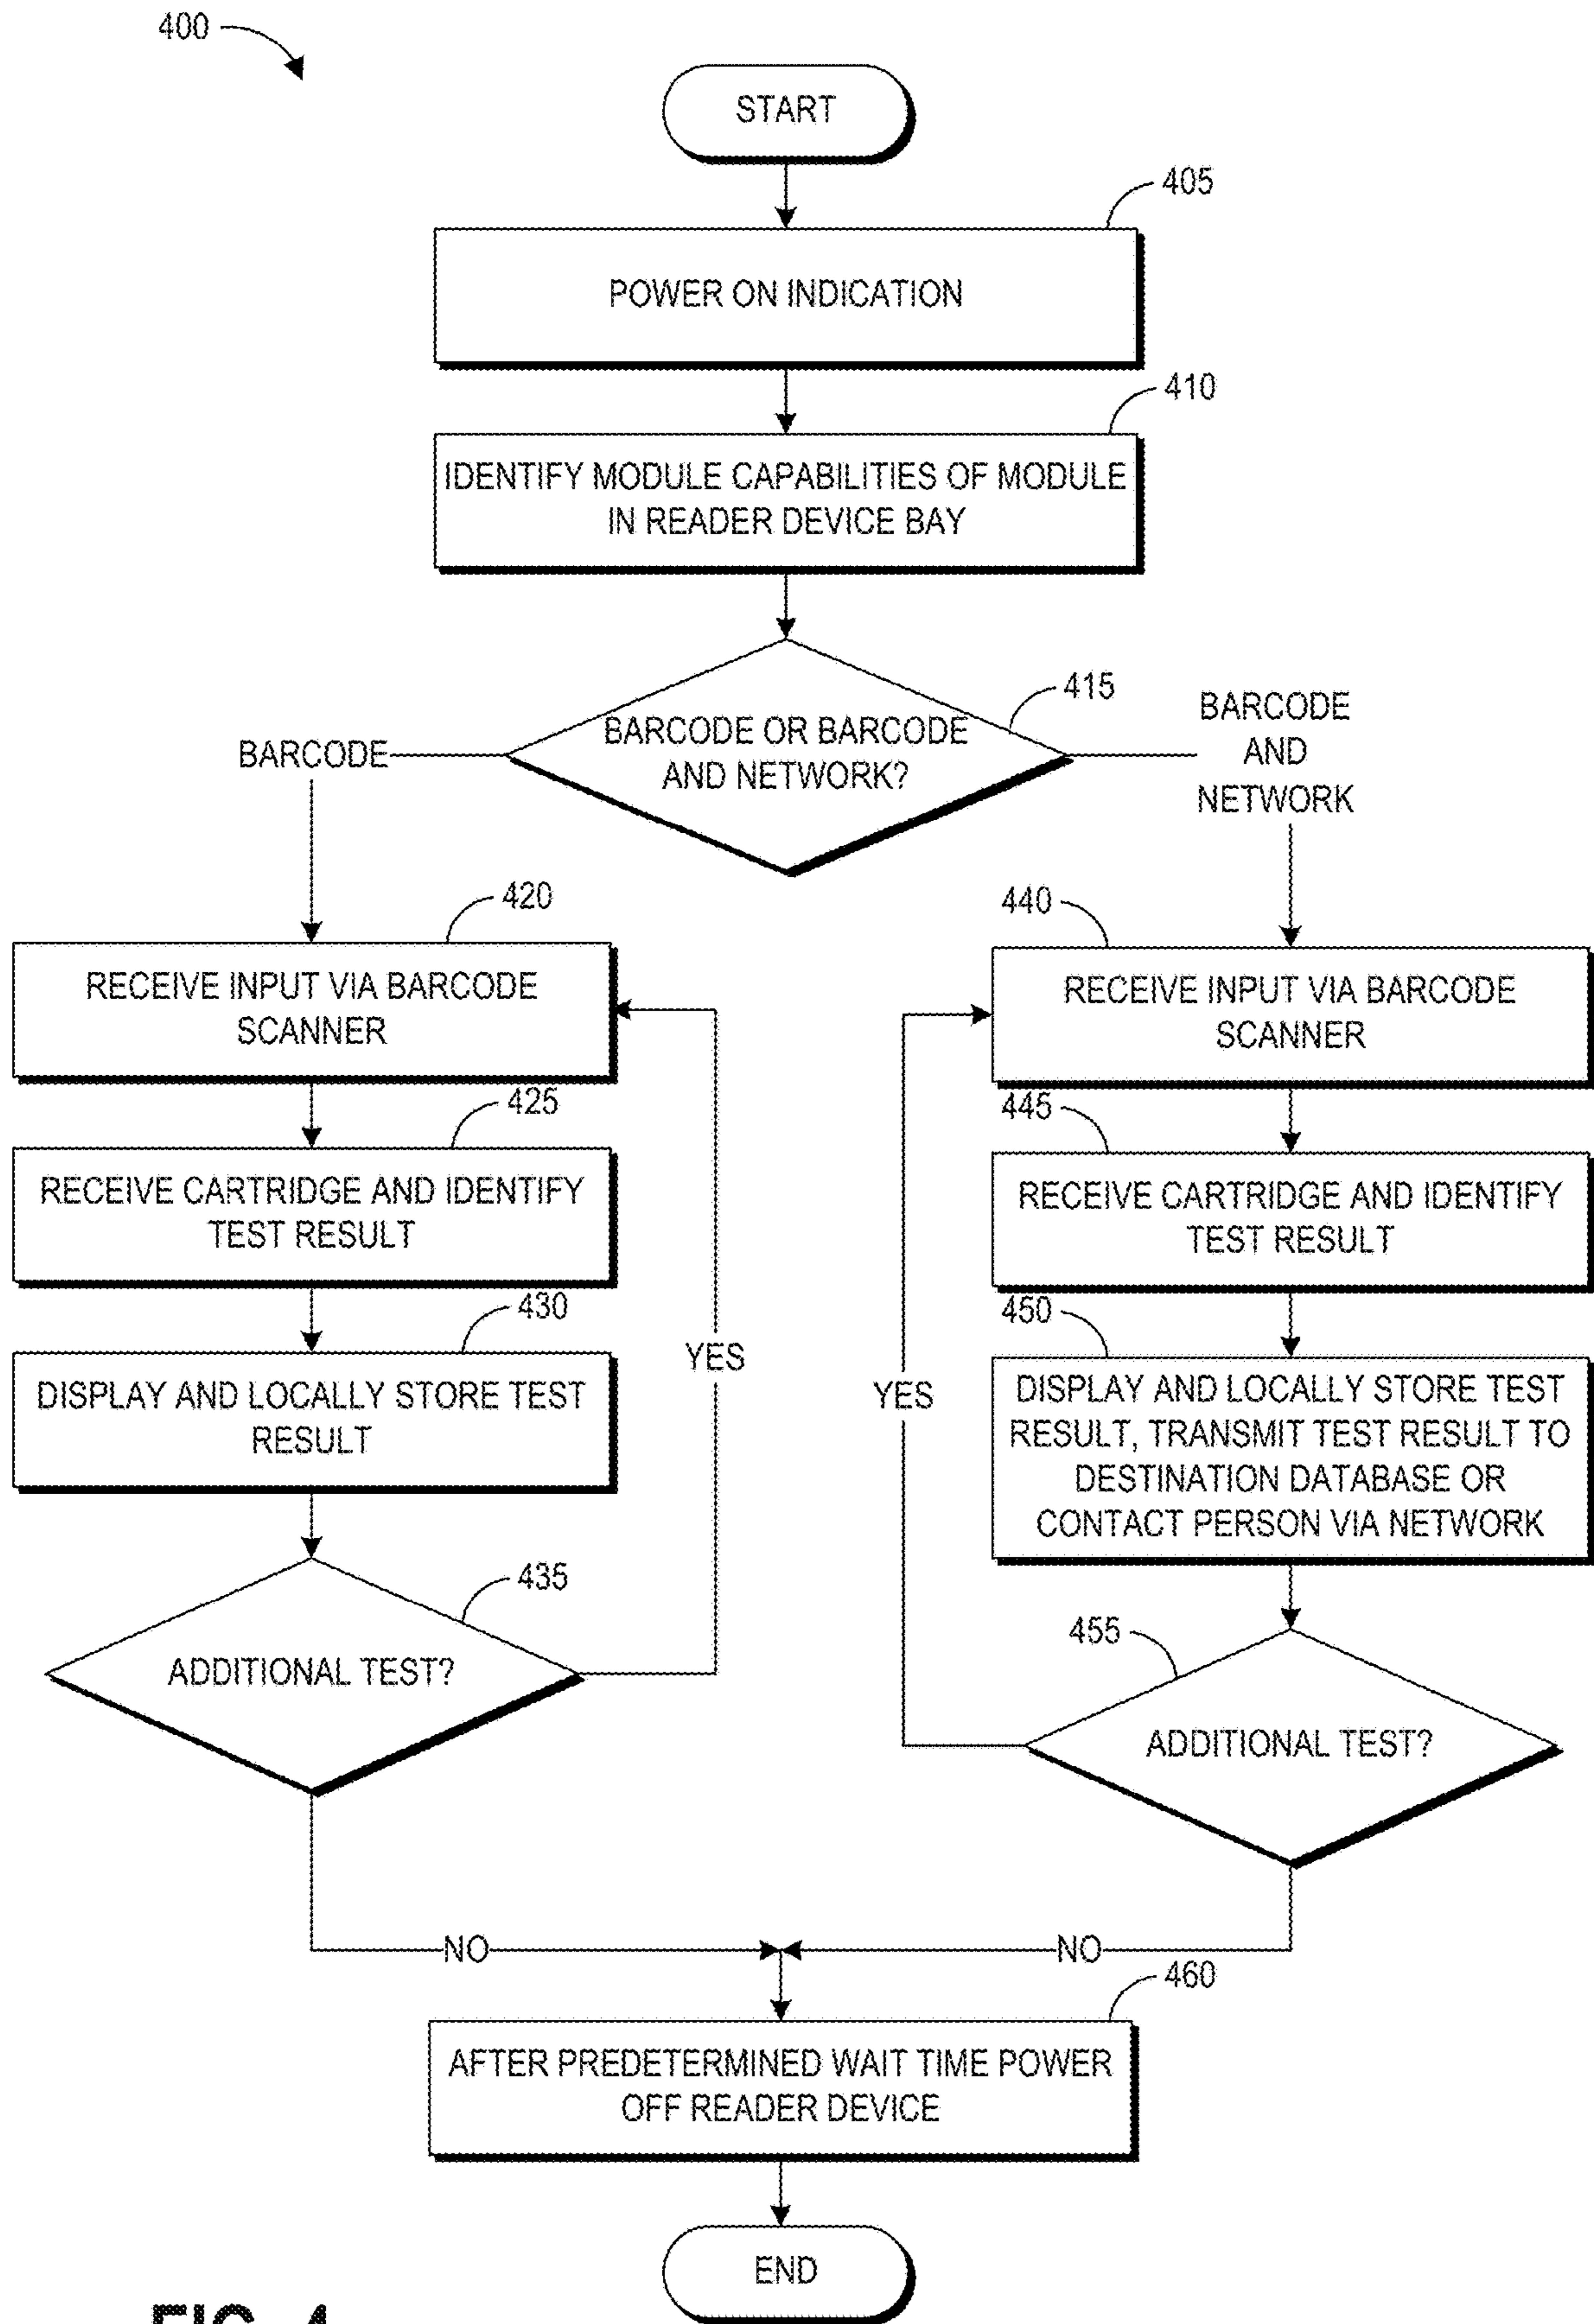 400
START
405
POWER ON INDICATION
410
IDENTIFY MODULE CAPABILITIES OF MODULE
IN READER DEVICE BAY
415
BARCODE OR BARCODE
AND NETWORK?
BARCODE
BARCODE
AND
NETWORK
420
RECEIVE INPUT VIA BARCODE
SCANNER
425
RECEIVE CARTRIDGE AND IDENTIFY
TEST RESULT
430
DISPLAY AND LOCALLY STORE TEST
RESULT
435
ADDITIONAL TEST?
YES
NO
440
RECEIVE INPUT VIA BARCODE
SCANNER
445
RECEIVE CARTRIDGE AND IDENTIFY
TEST RESULT
450
DISPLAY AND LOCALLY STORE TEST
RESULT, TRANSMIT TEST RESULT TO
DESTINATION DATABASE OR
CONTACT PERSON VIA NETWORK
455
ADDITIONAL TEST?
YES
NO
460
AFTER PREDETERMINED WAIT TIME POWER
OFF READER DEVICE
END